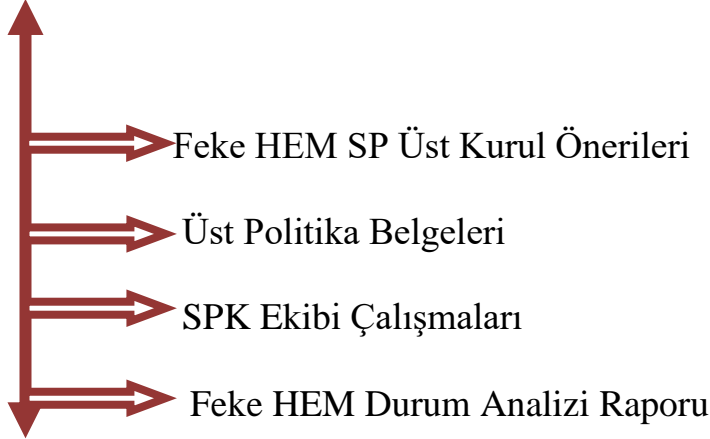 Feke HEM SP Üst Kurul Önerileri
Üst Politika Belgeleri
SPK Ekibi Çalışmaları
Feke HEM Durum Analizi Raporu